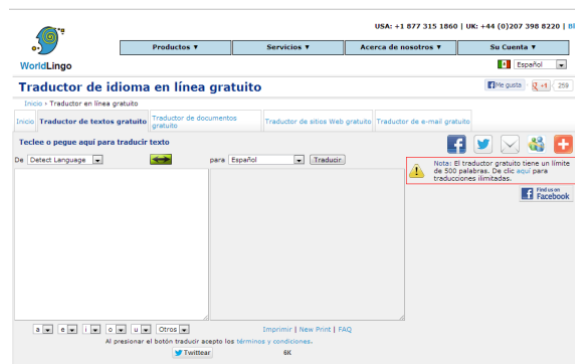 USA: +1 877 315 1860 | UK: +44 (0)207 398 8220 | Bl
Productos ▼ Servicios ▼ Acerca de nosotros ▼ Su Cuenta ▼
WorldLingo
Español
Traductor de idioma en línea gratuito
Me gusta +1 259
Inicio › Traductor en línea gratuito
Inicio Traductor de textos gratuito Traductor de documentos gratuito Traductor de sitios Web gratuito Traductor de e-mail gratuito
Teclee o pegue aquí para traducir texto
De Detect Language para Español Traducir
Nota: El traductor gratuito tiene un límite
de 500 palabras. De clic aquí para
traducciones ilimitadas.
Find us on
Facebook
a e i o u Otros Imprimir | New Print | FAQ
Al presionar el botón traducir acepto los términos y condiciones.
Twittear 6K